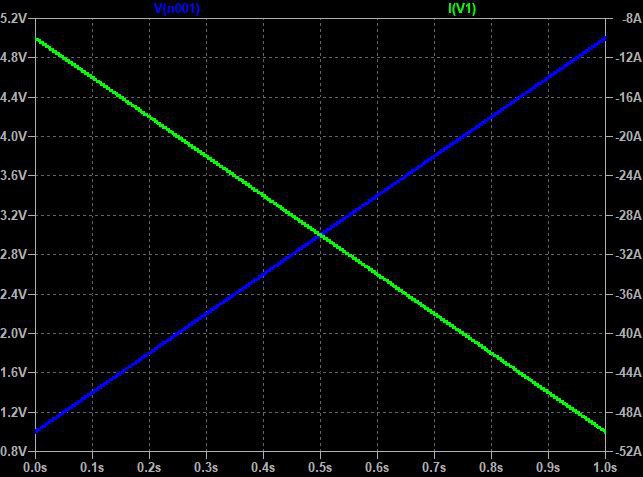 V(n001) I(V1)
5.2V -8A
4.8V -12A
4.4V -16A
4.0V -20A
3.6V -24A
3.2V -28A
2.8V -32A
2.4V -36A
2.0V -40A
1.6V -44A
1.2V -48A
0.8V -52A
0.0s 0.1s 0.2s 0.3s 0.4s 0.5s 0.6s 0.7s 0.8s 0.9s 1.0s